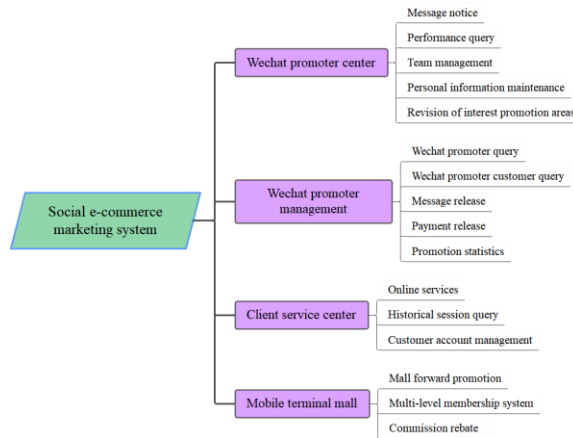 Social e-commerce
marketing system
Wechat promoter center
Message notice
Performance query
Team management
Personal information maintenance
Revision of interest promotion areas
Wechat promoter
management
Wechat promoter query
Wechat promoter customer query
Message release
Payment release
Promotion statistics
Client service center
Online services
Historical session query
Customer account management
Mobile terminal mall
Mall forward promotion
Multi-level membership system
Commission rebate